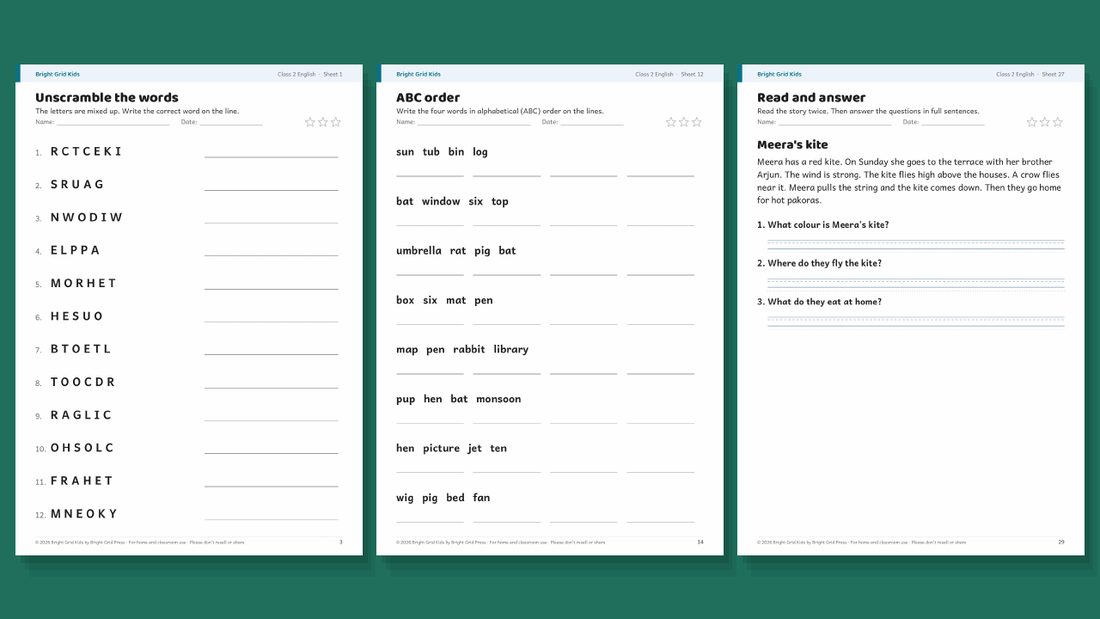 Bright Grid Kids
Class 2 English · Sheet 1
Unscramble the words
The letters are mixed up. Write the correct word on the line.
Name: Date:
1. R C T C E K I
2. S R U A G
3. N W O D I W
4. E L P P A
5. M O R H E T
6. H E S U O
7. B T O E T L
8. T O O C D R
9. R A G L I C
10. O H S O L C
11. F R A H E T
12. M N E O K Y
© 2026 Bright Grid Kids by Bright Grid Press · For home and classroom use · Please don't resell or share
3
Bright Grid Kids
Class 2 English · Sheet 12
ABC order
Write the four words in alphabetical (ABC) order on the lines.
Name: Date:
sun tub bin log
bat window six top
umbrella rat pig bat
box six mat pen
map pen rabbit library
pup hen bat monsoon
hen picture jet ten
wig pig bed fan
© 2026 Bright Grid Kids by Bright Grid Press · For home and classroom use · Please don't resell or share
14
Bright Grid Kids
Class 2 English · Sheet 27
Read and answer
Read the story twice. Then answer the questions in full sentences.
Name: Date:
Meera's kite
Meera has a red kite. On Sunday she goes to the terrace with her brother
Arjun. The wind is strong. The kite flies high above the houses. A crow flies
near it. Meera pulls the string and the kite comes down. Then they go home
for hot pakoras.
1. What colour is Meera's kite?
2. Where do they fly the kite?
3. What do they eat at home?
© 2026 Bright Grid Kids by Bright Grid Press · For home and classroom use · Please don't resell or share
29